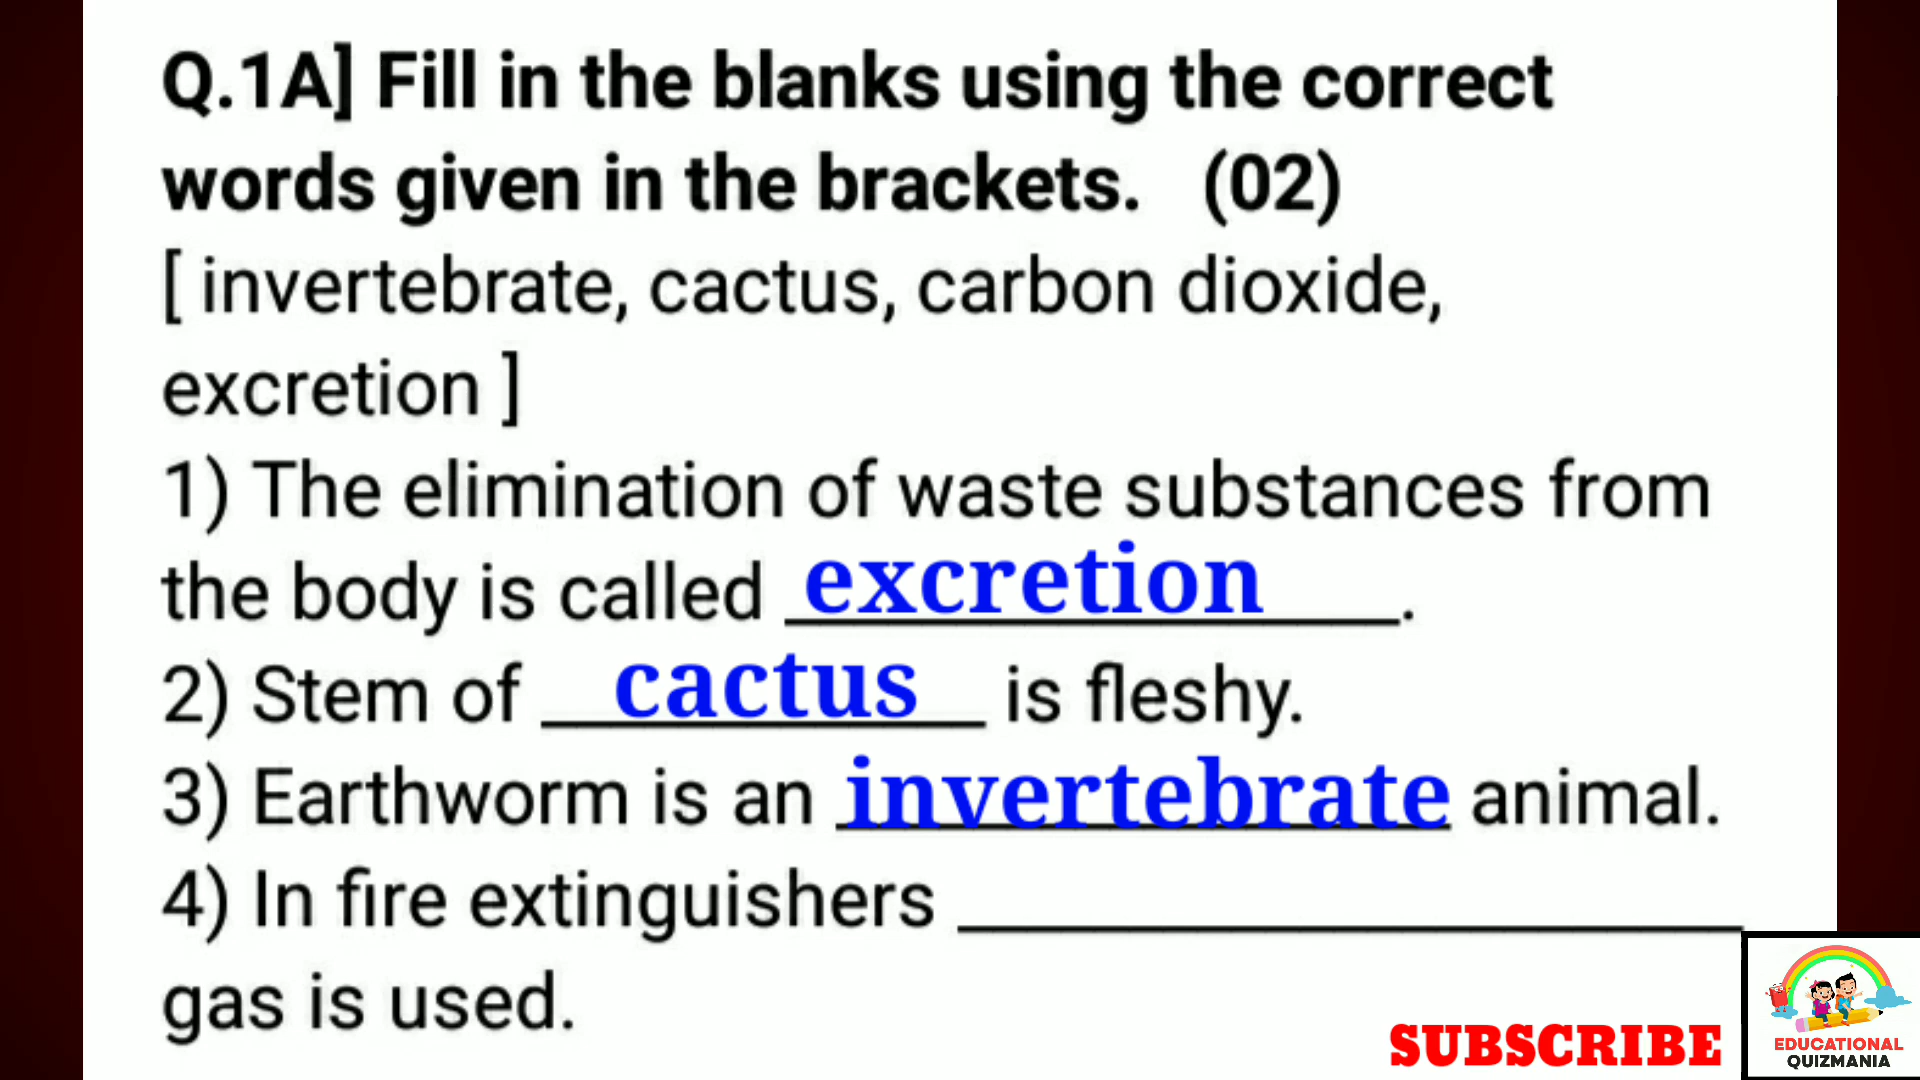 Q.1A] Fill in the blanks using the correct
words given in the brackets. (02)
[ invertebrate, cactus, carbon dioxide,
excretion ]
1) The elimination of waste substances from
the body is called excretion.
2) Stem of cactus is fleshy.
3) Earthworm is an invertebrate animal.
4) In fire extinguishers ____________
gas is used.
SUBSCRIBE
EDUCATIONAL
QUIZMANIA